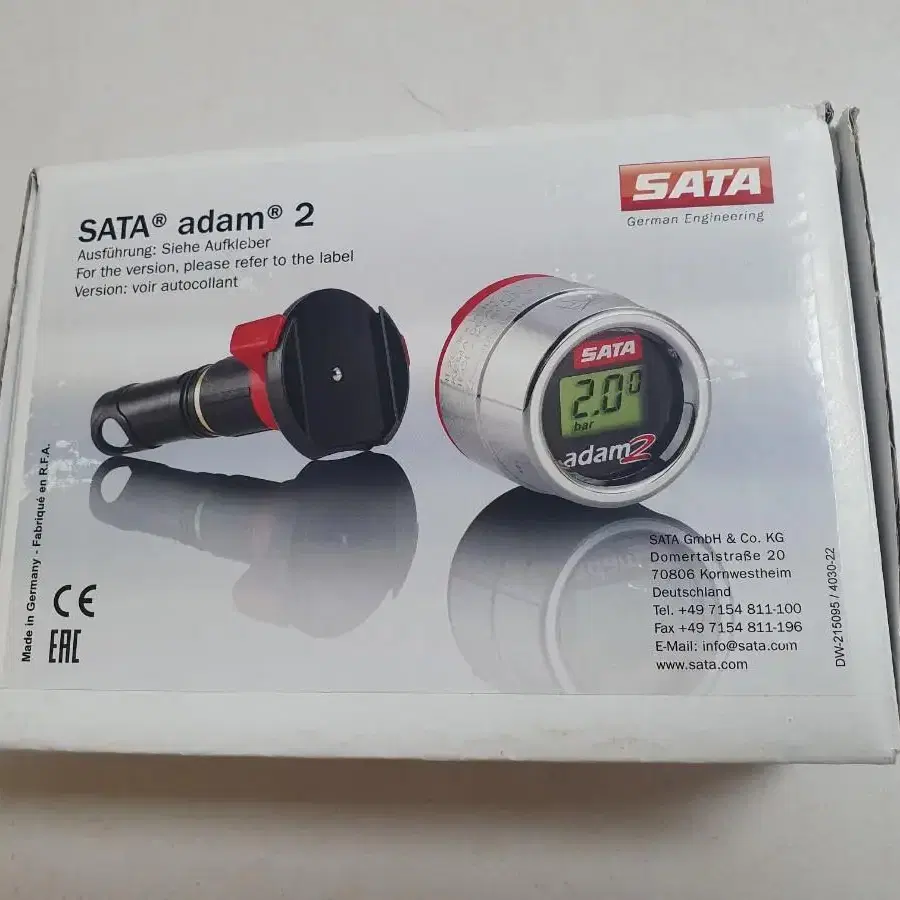 SATA® adam® 2
Ausführung: Siehe Aufkleber
For the version, please refer to the label
Version: voir autocollant
SATA
German Engineering
SATA
2.00
bar
adam2
Made in Germany - Fabriqué en R.F.A.
CE
EAC
SATA GmbH & Co. KG
Domertalstraße 20
70806 Kornwestheim
Deutschland
Tel. +49 7154 811-100
Fax +49 7154 811-196
E-Mail: info@sata.com
www.sata.com
DW-215095 / 4030-22